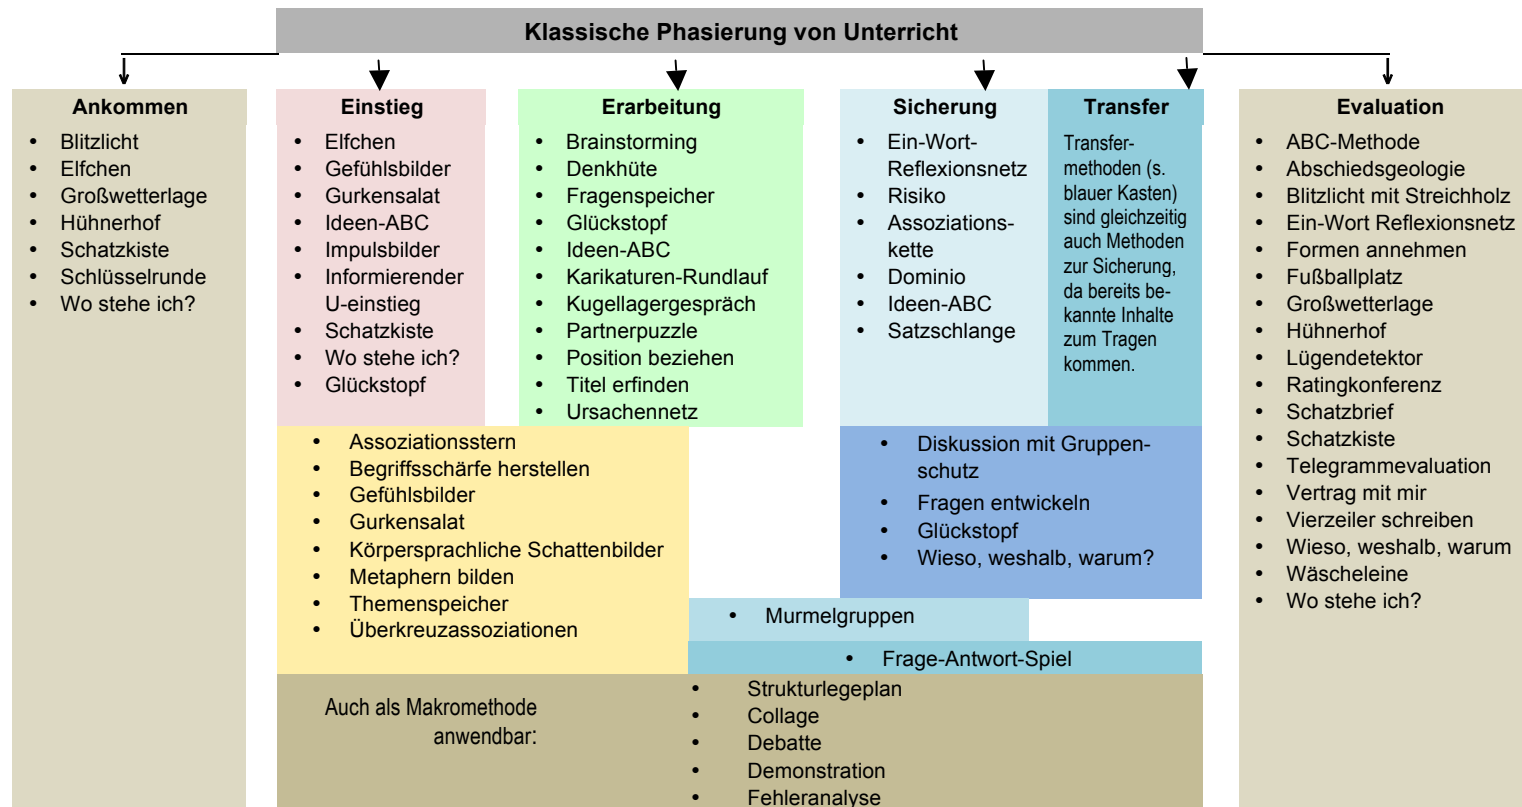 Klassische Phasierung von Unterricht
Ankommen
• Blitzlicht
• Elfchen
• Großwetterlage
• Hühnerhof
• Schatzkiste
• Schlüsselrunde
• Wo stehe ich?
Einstieg
• Elfchen
• Gefühlsbilder
• Gurkensalat
• Ideen-ABC
• Impulsbilder
• Informierender
U-einstieg
• Schatzkiste
• Wo stehe ich?
• Glückstopf
Erarbeitung
• Brainstorming
• Denkhüte
• Fragenspeicher
• Glückstopf
• Ideen-ABC
• Karikaturen-Rundlauf
• Kugellagergespräch
• Partnerpuzzle
• Position beziehen
• Titel erfinden
• Ursachennetz
Sicherung
• Ein-Wort-
Reflexionsnetz
• Risiko
• Assoziations-
kette
• Dominio
• Ideen-ABC
• Satzschlange
Transfer
Transfer-
methoden (s.
blauer Kasten)
sind gleichzeitig
auch Methoden
zur Sicherung,
da bereits be-
kannte Inhalte
zum Tragen
kommen.
Evaluation
• ABC-Methode
• Abschiedsgeologie
• Blitzlicht mit Streichholz
• Ein-Wort Reflexionsnetz
• Formen annehmen
• Fußballplatz
• Großwetterlage
• Hühnerhof
• Lügendetektor
• Ratingkonferenz
• Schatzbrief
• Schatzkiste
• Telegrammevaluation
• Vertrag mit mir
• Vierzeiler schreiben
• Wieso, weshalb, warum
• Wäscheleine
• Wo stehe ich?
• Assoziationsstern
• Begriffsschärfe herstellen
• Gefühlsbilder
• Gurkensalat
• Körpersprachliche Schattenbilder
• Metaphern bilden
• Themenspeicher
• Überkreuzassoziationen
• Diskussion mit Gruppen-
schutz
• Fragen entwickeln
• Glückstopf
• Wieso, weshalb, warum?
• Murmelgruppen
• Frage-Antwort-Spiel
Auch als Makromethode
anwendbar:
• Strukturlegeplan
• Collage
• Debatte
• Demonstration
• Fehleranalyse